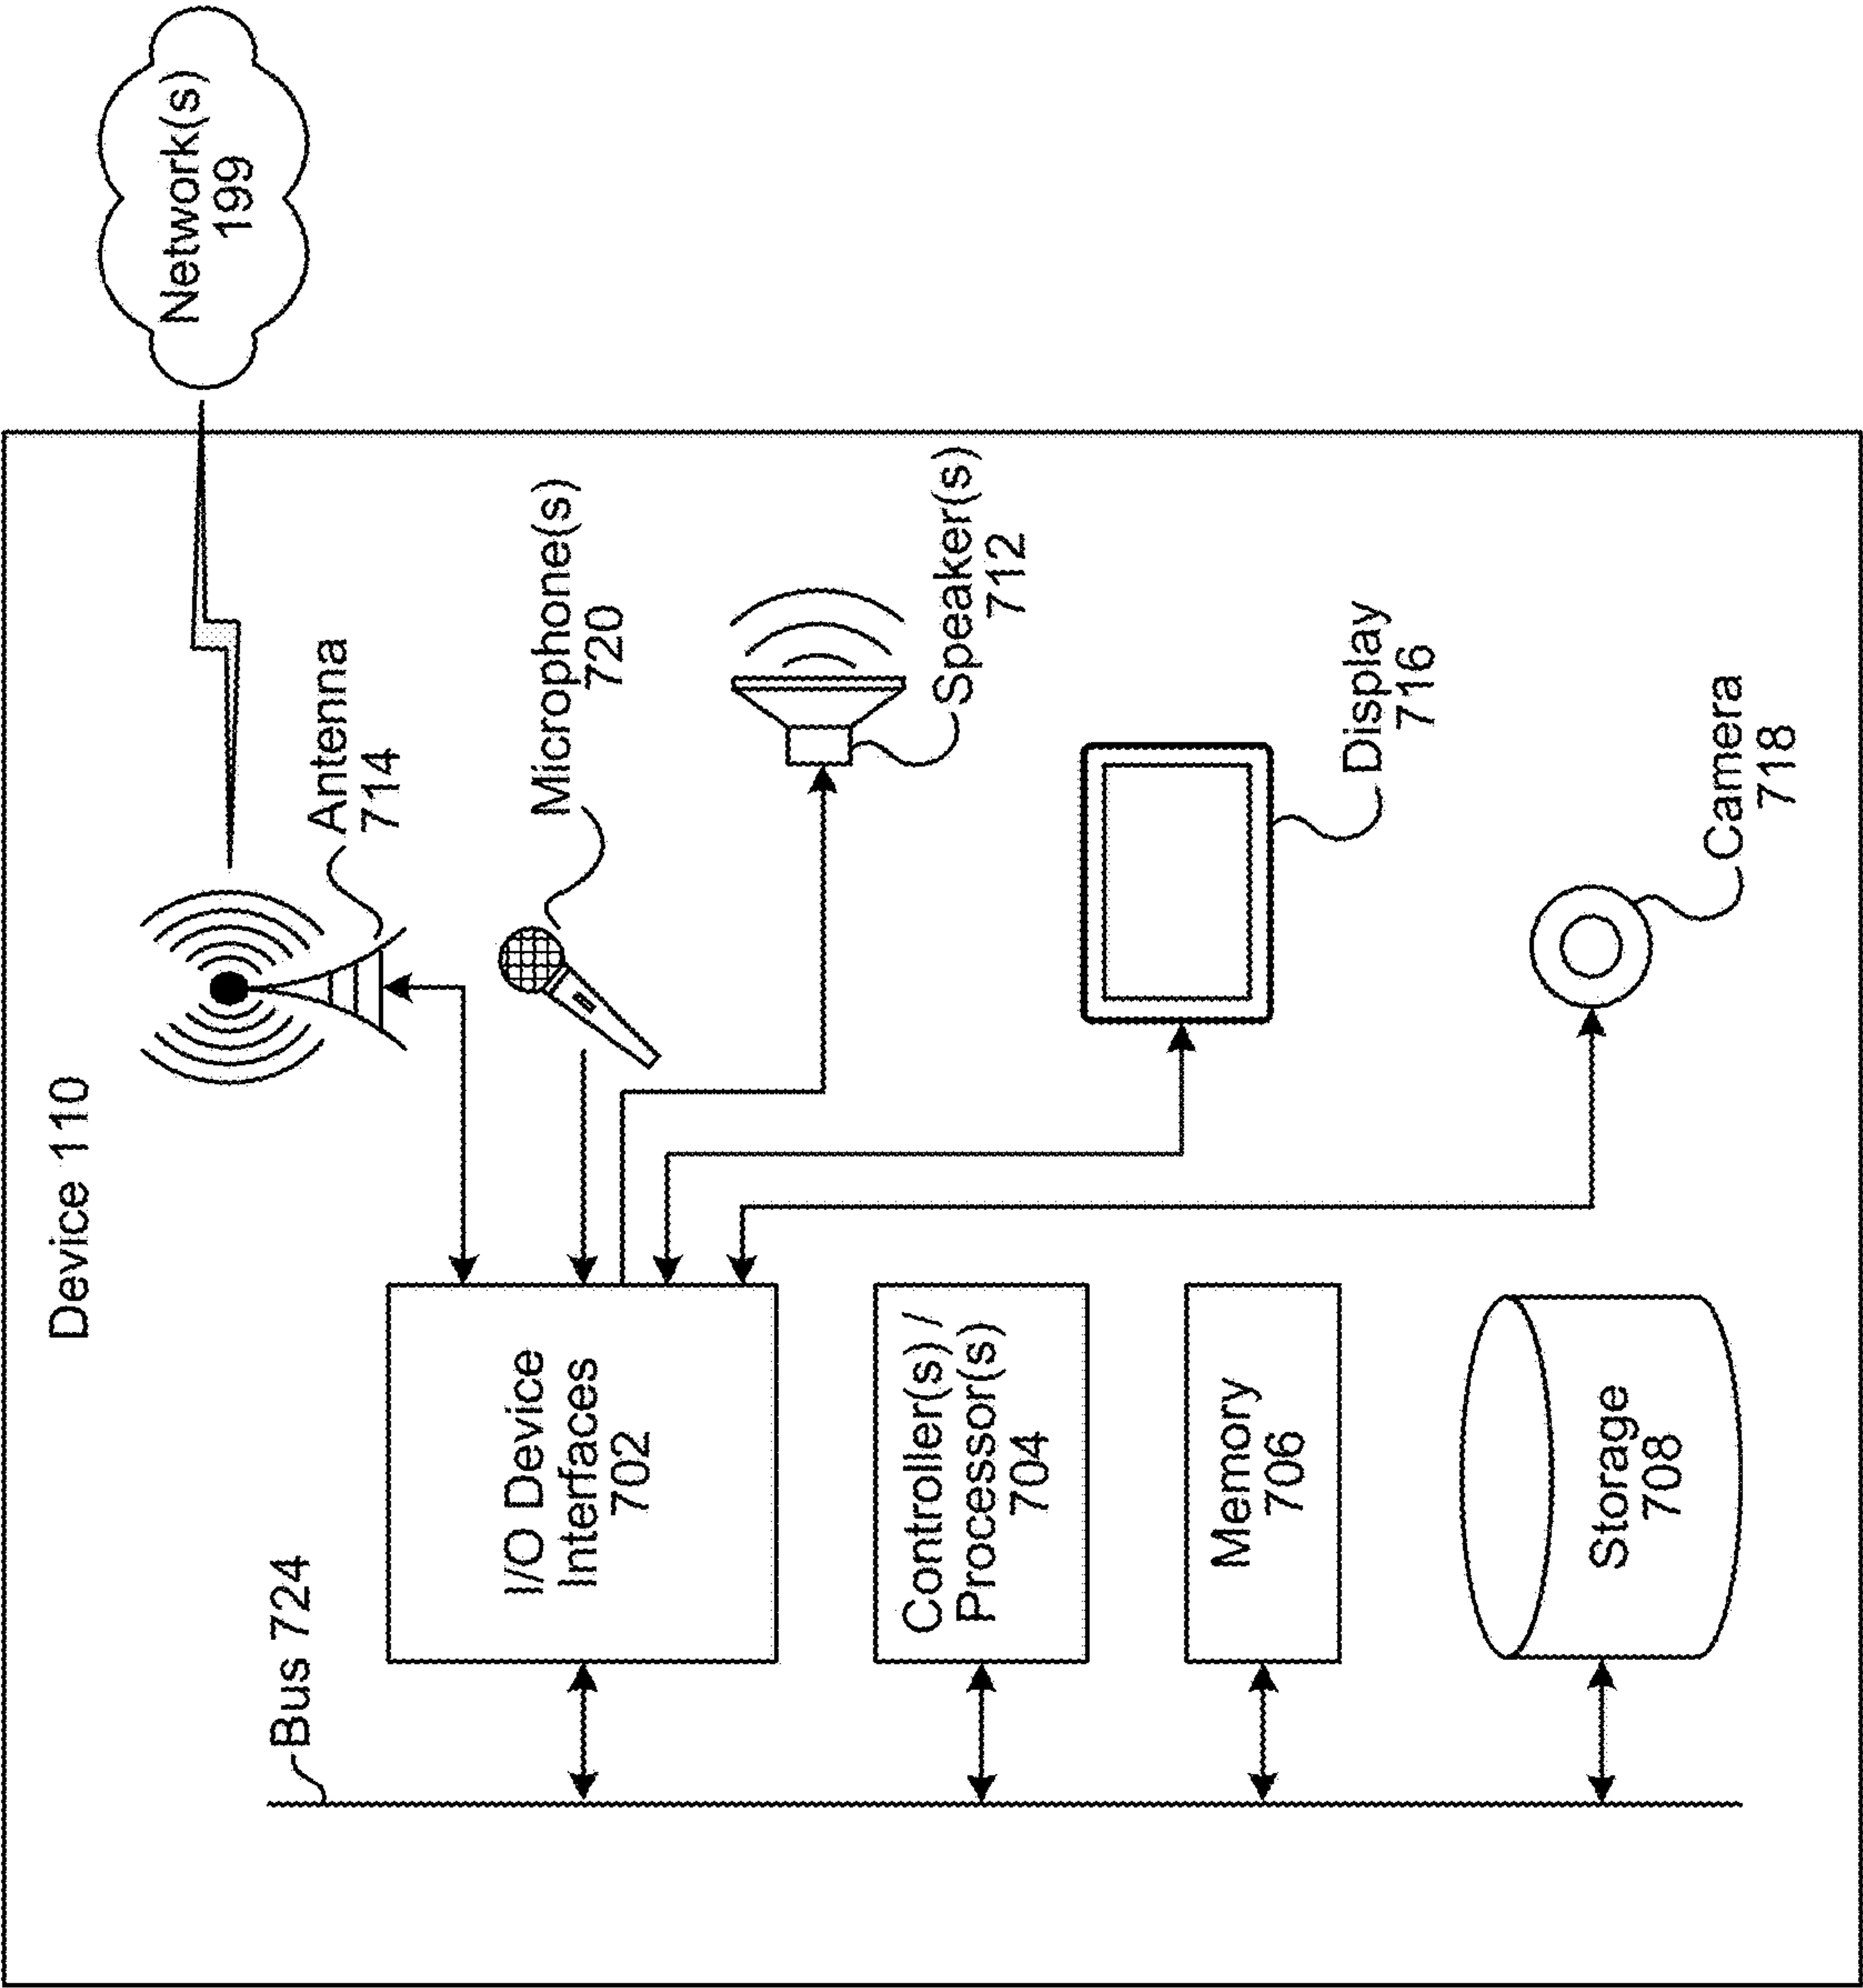 Device 110
Network(s)
199
Antenna
714
Bus 724
I/O Device
Interfaces
702
Microphone(s)
720
Speaker(s)
712
Controller(s) /
Processor(s)
704
Display
716
Memory
706
Storage
708
Camera
718